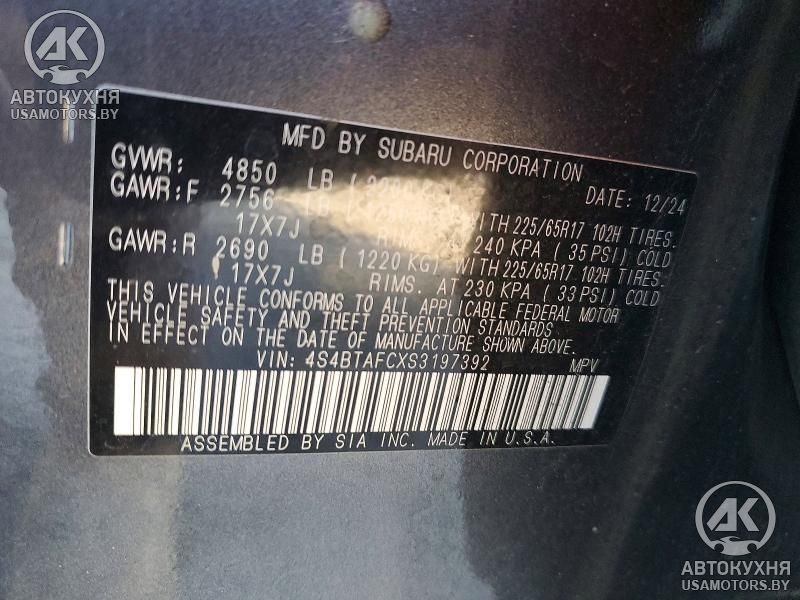 АК
АВТОКУХНЯ
USAMOTORS.BY
MFD BY SUBARU CORPORATION
GVWR: 4850 LB ( DATE: 12/24
GAWR:F 2756 LB WITH 225/65R17 102H TIRES.
17X7J RIMS. 240 KPA ( 35 PSI) COLD
GAWR:R 2690 LB ( 1220 KG) WITH 225/65R17 102H TIRES.
17X7J RIMS. AT 230 KPA ( 33 PSI) COLD
THIS VEHICLE CONFORMS TO ALL APPLICABLE FEDERAL MOTOR
VEHICLE SAFETY AND THEFT PREVENTION STANDARDS
IN EFFECT ON THE DATE OF MANUFACTURE SHOWN ABOVE.
VIN: 4S4BTAFCXS3197392 MPV
ASSEMBLED BY SIA INC. MADE IN U.S.A.
АК
АВТОКУХНЯ
USAMOTORS.BY